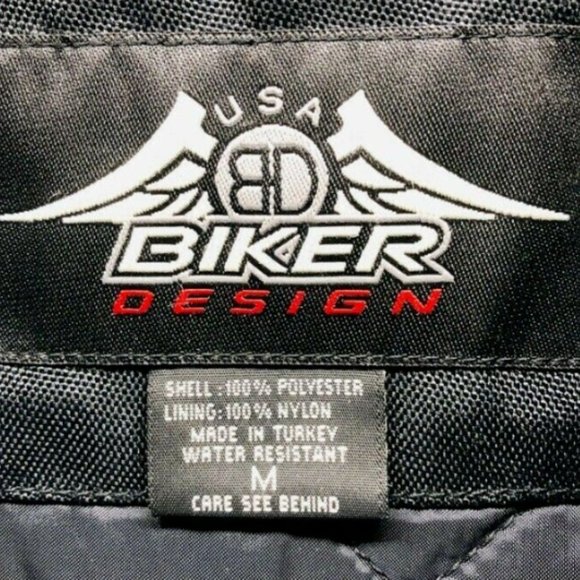 USA
BD
BIKER
DESIGN
SHELL: 100% POLYESTER
LINING: 100% NYLON
MADE IN TURKEY
WATER RESISTANT
M
CARE SEE BEHIND